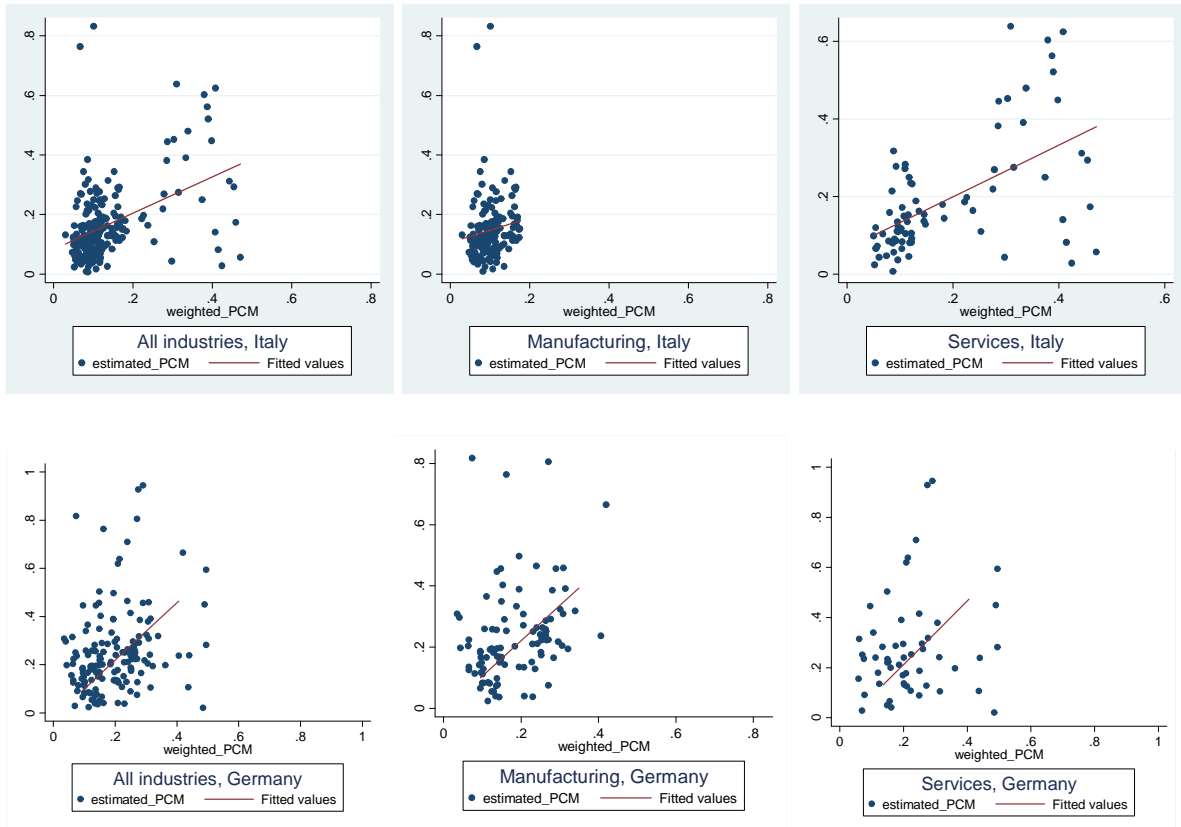 .8
.6
.4
.2
0
0 .2 .4 .6 .8
weighted_PCM
All industries, Italy
estimated_PCM Fitted values
.8
.6
.4
.2
0
0 .2 .4 .6 .8
weighted_PCM
Manufacturing, Italy
estimated_PCM Fitted values
.6
.4
.2
0
0 .2 .4 .6
weighted_PCM
Services, Italy
estimated_PCM Fitted values
1
.8
.6
.4
.2
0
0 .2 .4 .6 .8 1
weighted_PCM
All industries, Germany
estimated_PCM Fitted values
.8
.6
.4
.2
0
0 .2 .4 .6 .8
weighted_PCM
Manufacturing, Germany
estimated_PCM Fitted values
1
.8
.6
.4
.2
0
0 .2 .4 .6 .8 1
weighted_PCM
Services, Germany
estimated_PCM Fitted values